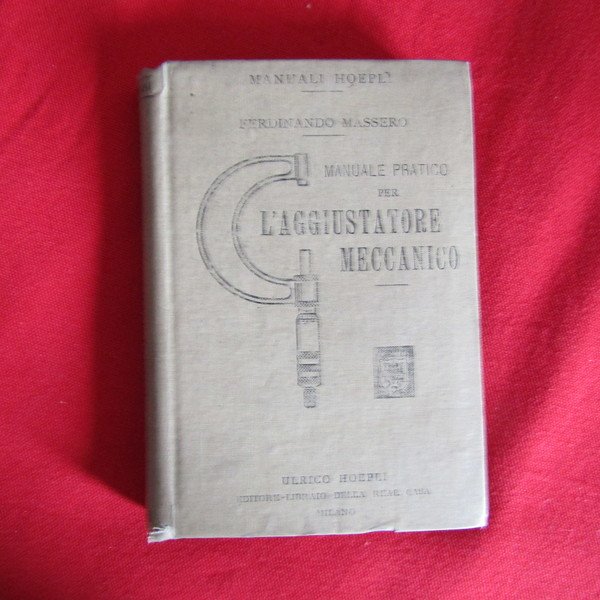 MANUALI HOEPLI
FERDINANDO MASSERO
MANUALE PRATICO
PER
L'AGGIUSTATORE
MECCANICO
ULRICO HOEPLI
EDITORE-LIBRAIO DELLA REAL CASA
MILANO